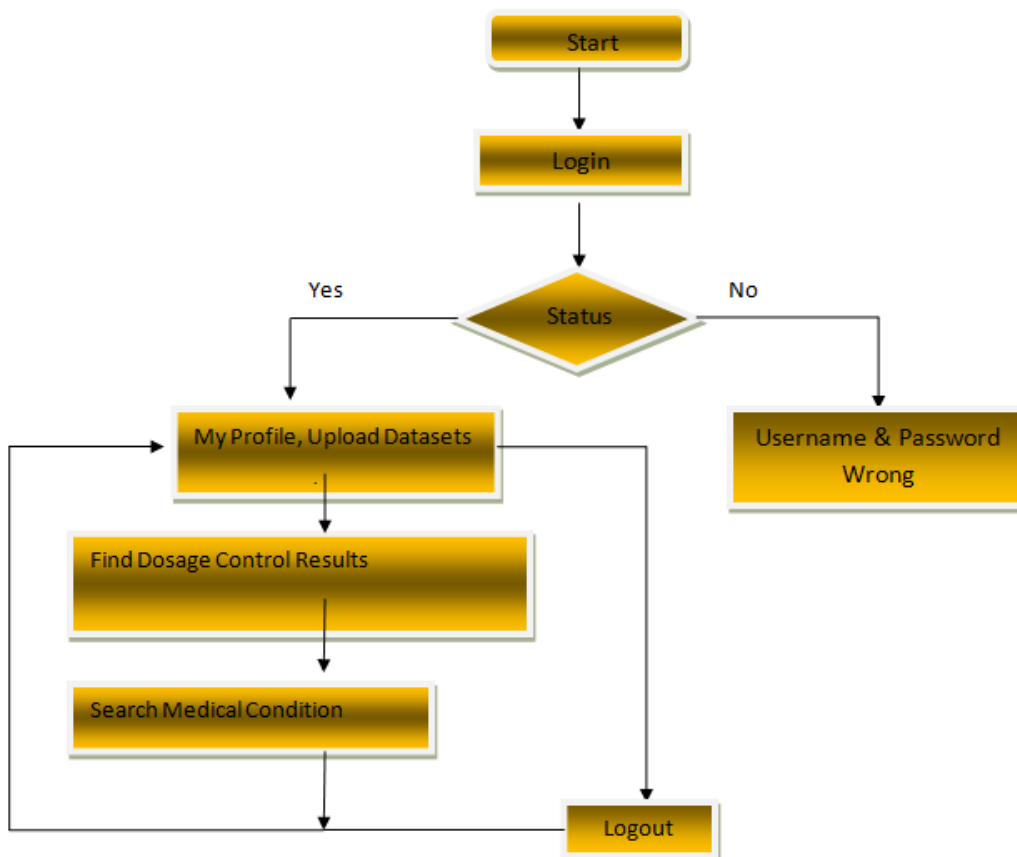 Start
Login
Yes
No
Status
My Profile, Upload Datasets
.
Username & Password
Wrong
Find Dosage Control Results
Search Medical Condition
Logout